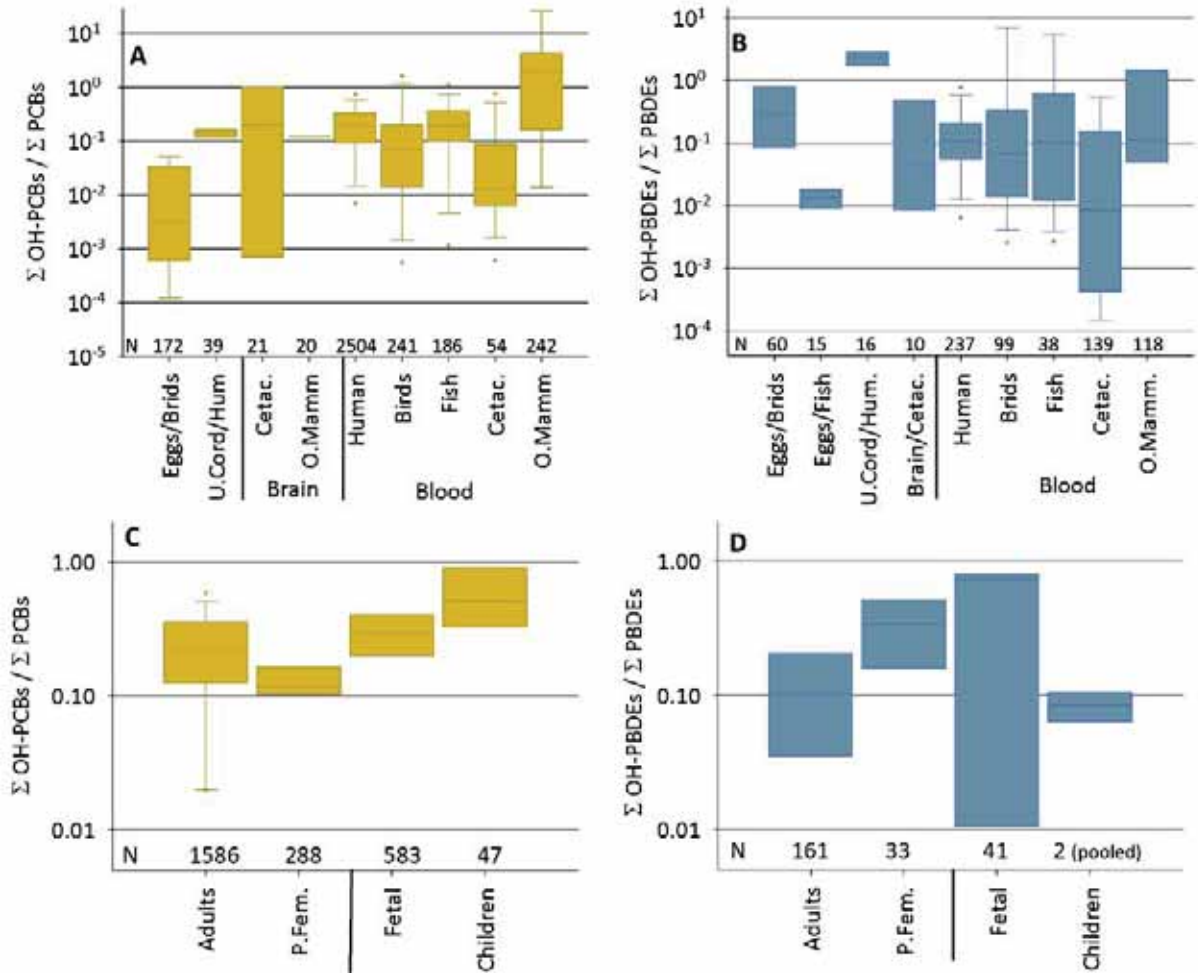 A
Σ OH-PCBs / Σ PCBs
10¹
10⁰
10⁻¹
10⁻²
10⁻³
10⁻⁴
10⁻⁵
N 172 39 21 20 2504 241 186 54 242
Eggs/Brids
U.Cord/Hum
Cetac.
O.Mamm
Human
Birds
Fish
Cetac.
O.Mamm
Brain
Blood
B
Σ OH-PBDEs / Σ PBDEs
10¹
10⁰
10⁻¹
10⁻²
10⁻³
10⁻⁴
N 60 15 16 10 237 99 38 139 118
Eggs/Brids
Eggs/Fish
U.Cord/Hum.
Brain/Cetac.
Human
Brids
Fish
Cetac.
O.Mamm.
Blood
C
Σ OH-PCBs / Σ PCBs
1.00
0.10
0.01
N 1586 288 583 47
Adults
P.Fem.
Fetal
Children
D
Σ OH-PBDEs / Σ PBDEs
1.00
0.10
0.01
N 161 33 41 2 (pooled)
Adults
P.Fem.
Fetal
Children